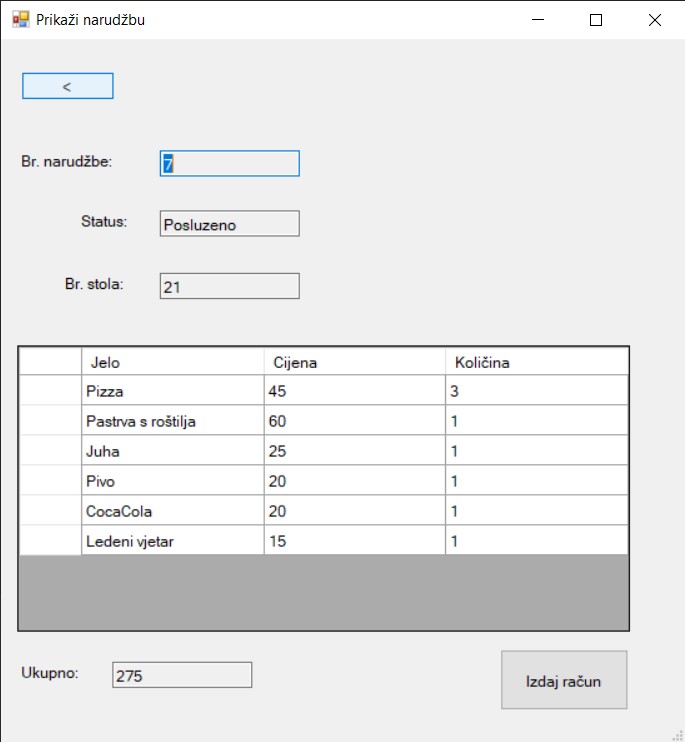 Prikaži narudžbu
<
Br. narudžbe: 7
Status: Posluzeno
Br. stola: 21
Jelo Cijena Količina
Pizza 45 3
Pastrva s roštilja 60 1
Juha 25 1
Pivo 20 1
CocaCola 20 1
Ledeni vjetar 15 1
Ukupno: 275
Izdaj račun